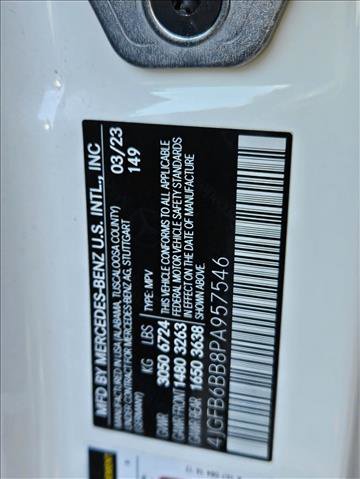 MFD BY MERCEDES-BENZ U.S. INTL., INC
MANUFACTURED IN USA (ALABAMA, TUSCALOOSA COUNTY)
UNDER CONTRACT FOR MERCEDES-BENZ AG, STUTTGART
(GERMANY)
03/23
149
TYPE: MPV
KG LBS
GVWR 3050 6724
GAWR FRONT 1480 3263
GAWR REAR 1650 3638
THIS VEHICLE CONFORMS TO ALL APPLICABLE
FEDERAL MOTOR VEHICLE SAFETY STANDARDS
IN EFFECT ON THE DATE OF MANUFACTURE
SHOWN ABOVE.
4JGFB6BB8PA957546